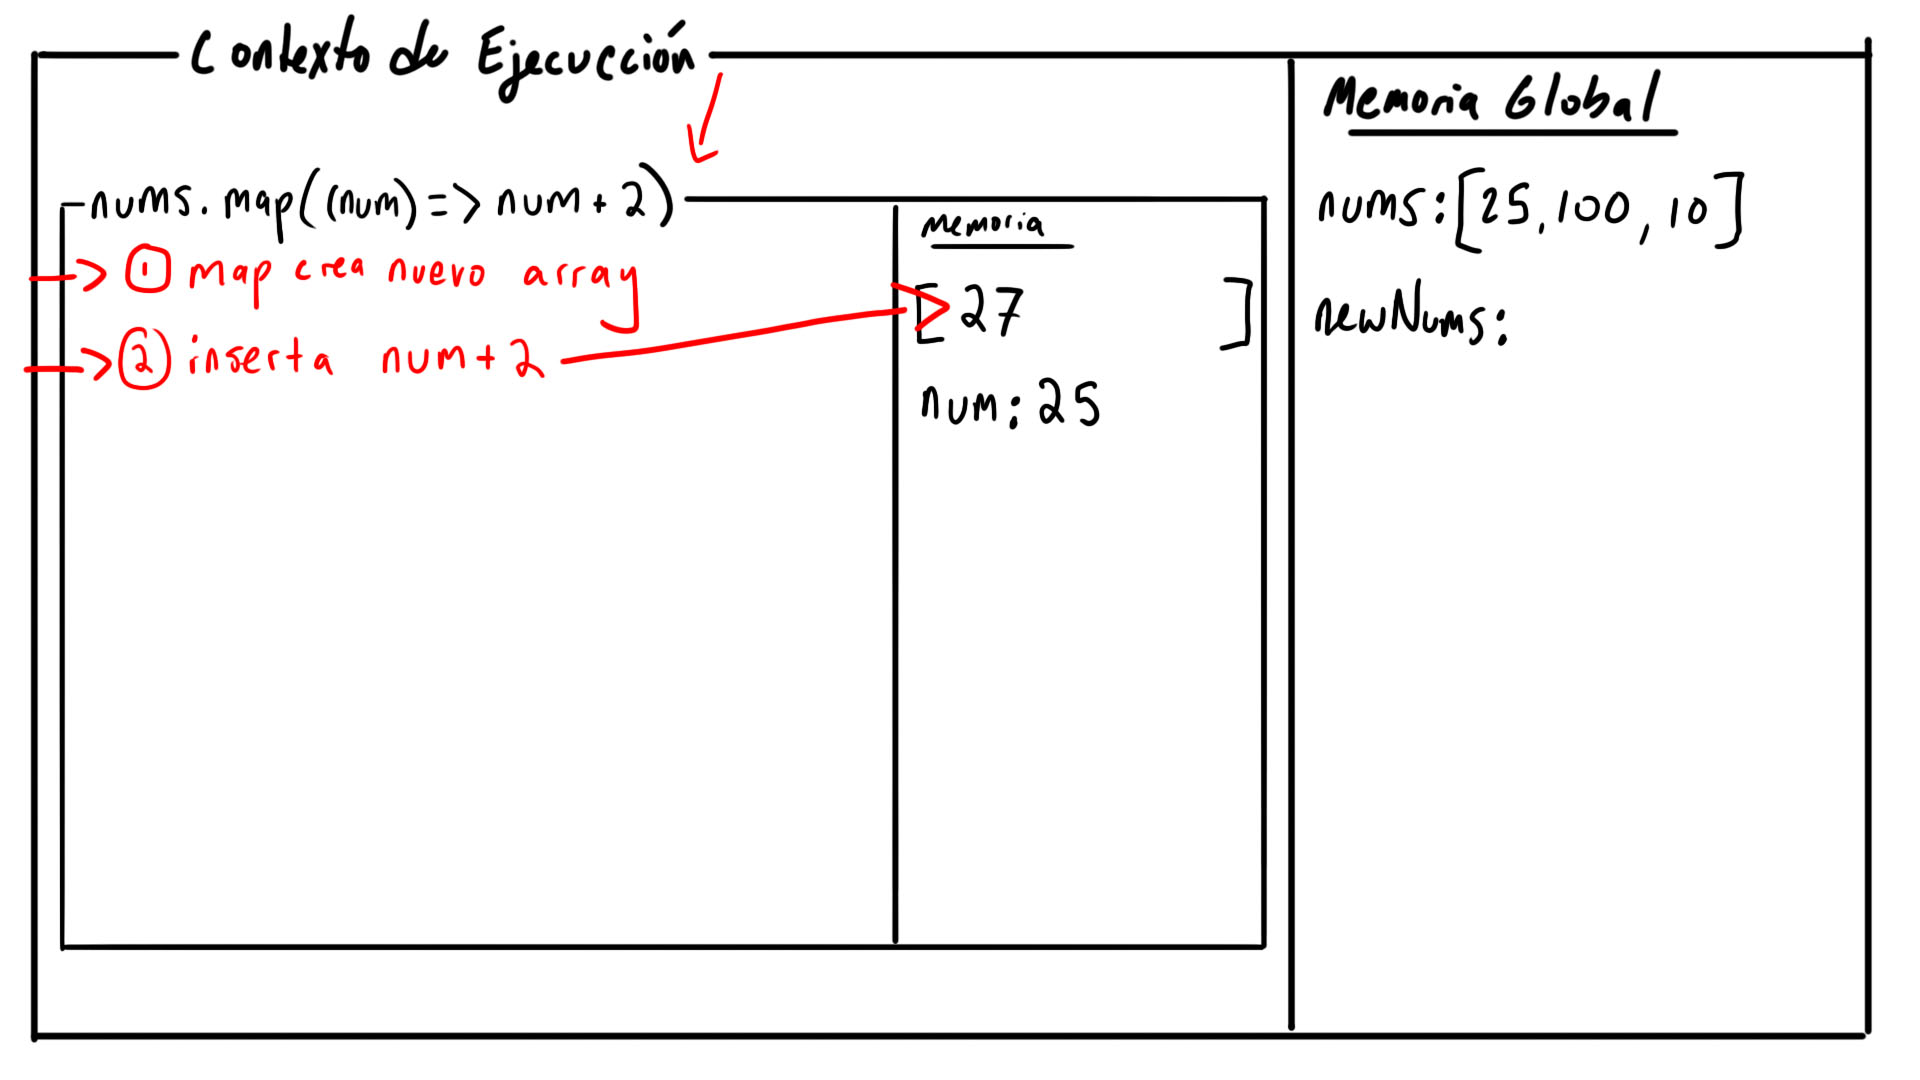 Contexto de Ejecucción
nums.map((num)=> num+2)
① map crea nuevo array
② inserta num+2
memoria
[27 ]
num: 25
Memoria Global
nums: [25, 100, 10]
newNums: